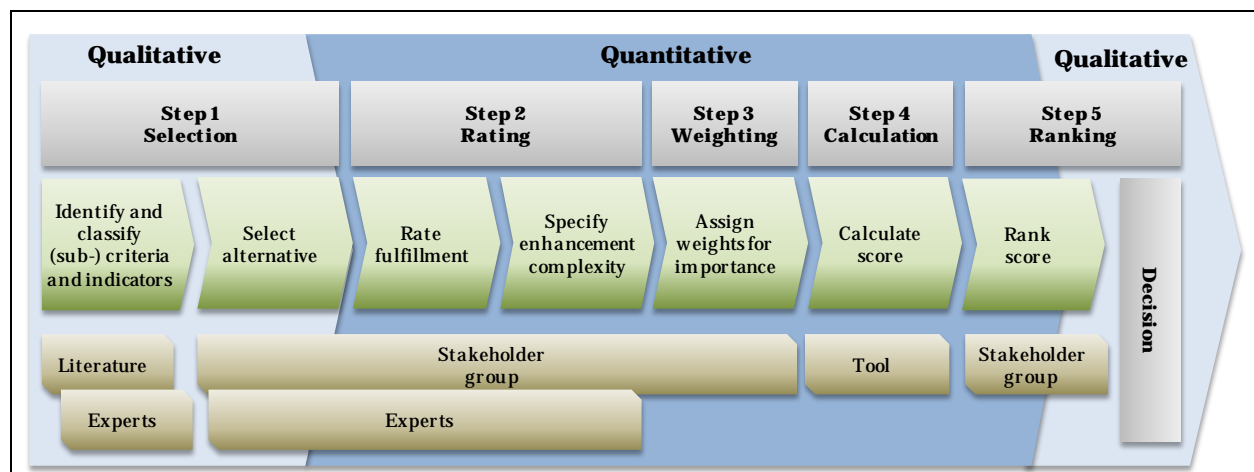 Qualitative
Quantitative
Qualitative
Step 1
Selection
Step 2
Rating
Step 3
Weighting
Step 4
Calculation
Step 5
Ranking
Identify and
classify
(sub-) criteria
and indicators
Select
alternative
Rate
fulfillment
Specify
enhancement
complexity
Assign
weights for
importance
Calculate
score
Rank
score
Decision
Literature
Stakeholder
group
Tool
Stakeholder
group
Experts
Experts